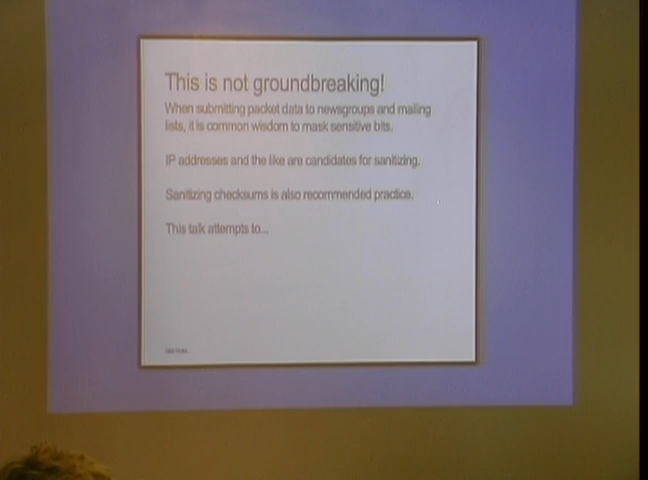 This is not groundbreaking!
When submitting packet data to newsgroups and mailing
lists, it is common wisdom to mask sensitive bits.
IP addresses and the like are candidates for sanitizing.
Sanitizing checksums is also recommended practice.
This talk attempts to...